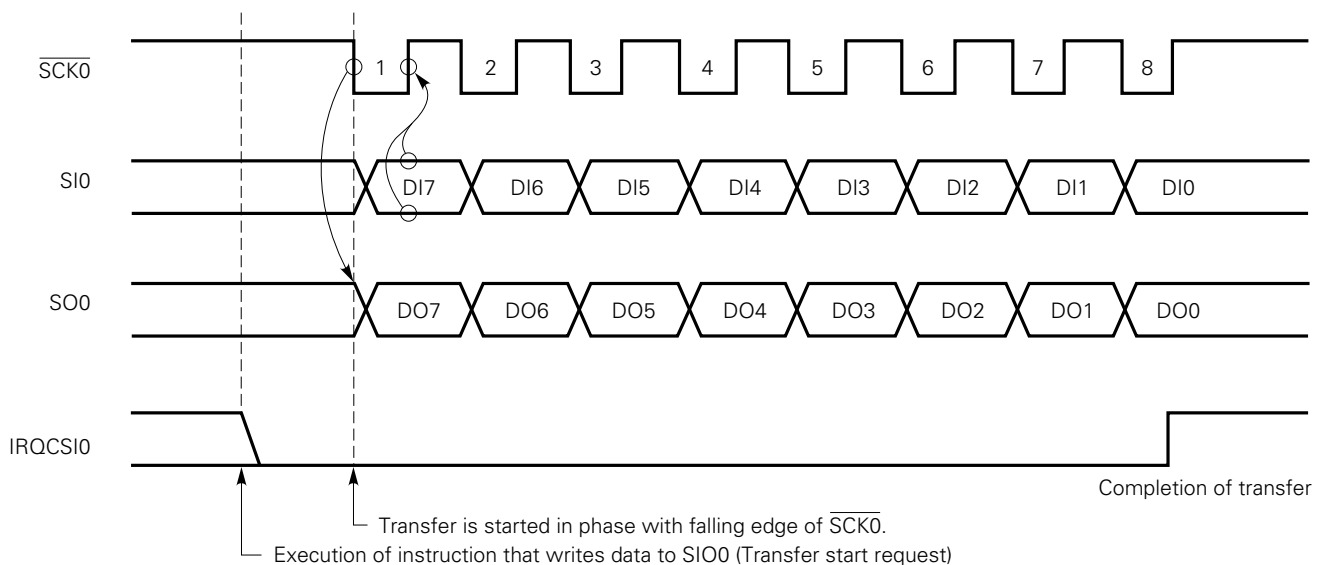 SCK0
1 2 3 4 5 6 7 8
SI0
DI7 DI6 DI5 DI4 DI3 DI2 DI1 DI0
SO0
DO7 DO6 DO5 DO4 DO3 DO2 DO1 DO0
IRQCSI0
Completion of transfer
Transfer is started in phase with falling edge of SCK0.
Execution of instruction that writes data to SIO0 (Transfer start request)